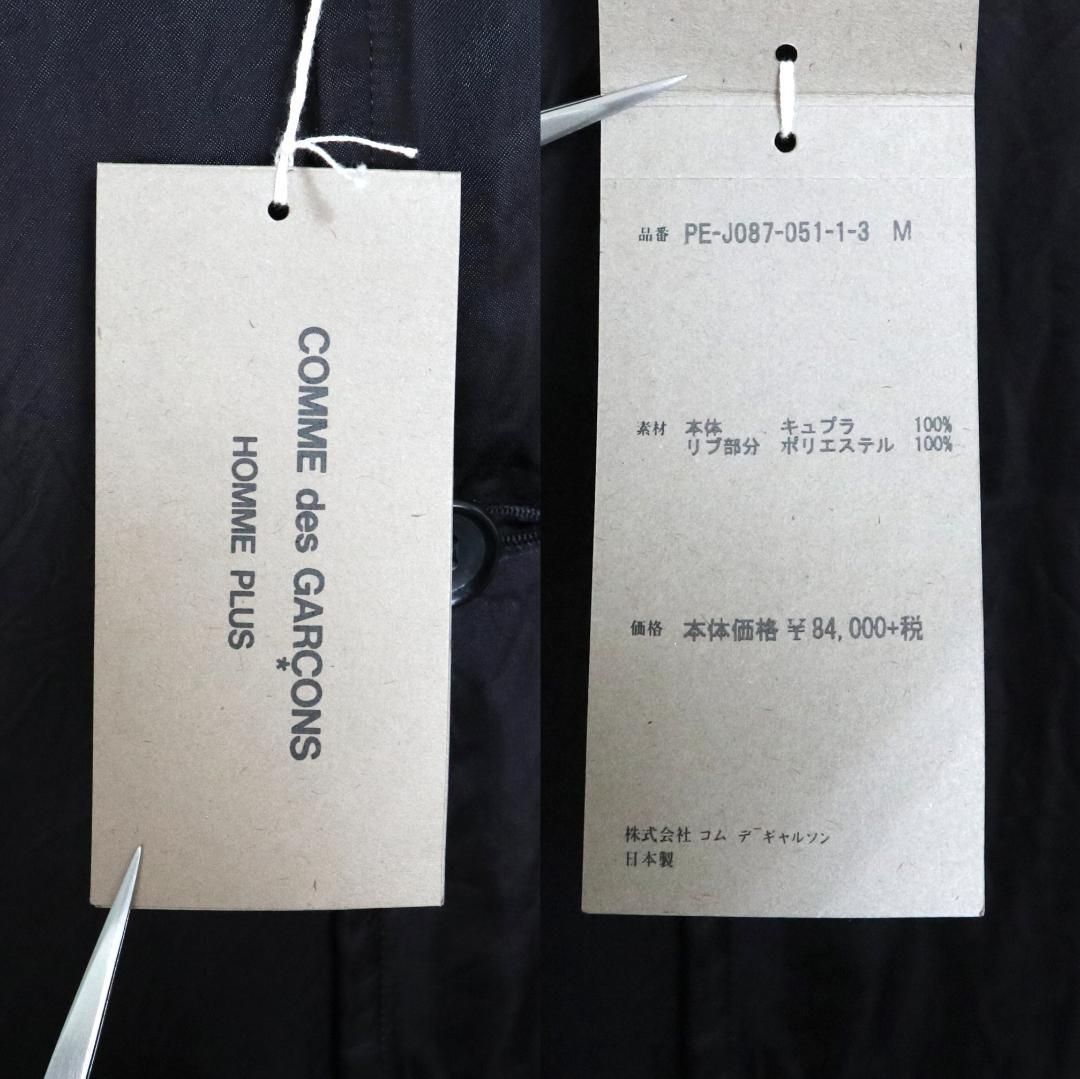 COMME des GARÇONS
HOMME PLUS
品番 PE-J087-051-1-3 M
素材 本体 キュプラ 100%
リブ部分 ポリエステル 100%
価格 本体価格 ¥84,000+税
株式会社 コム デ ギャルソン
日本製